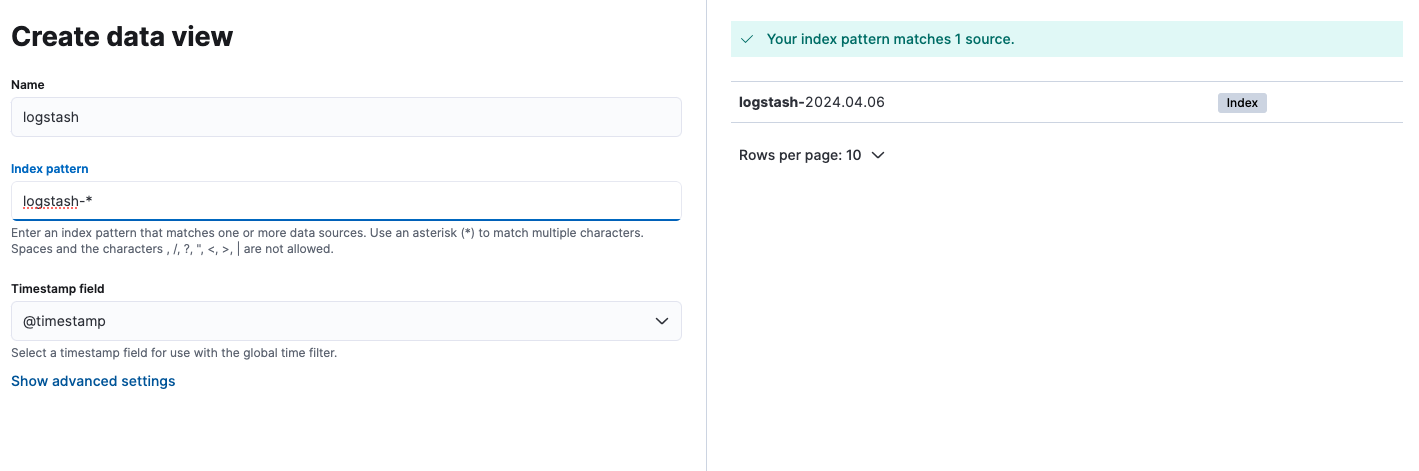 Create data view
Name
logstash
Index pattern
logstash-*
Enter an index pattern that matches one or more data sources. Use an asterisk (*) to match multiple characters.
Spaces and the characters , /, ?, ", <, >, | are not allowed.
Timestamp field
@timestamp
Select a timestamp field for use with the global time filter.
Show advanced settings
Your index pattern matches 1 source.
logstash-2024.04.06 Index
Rows per page: 10